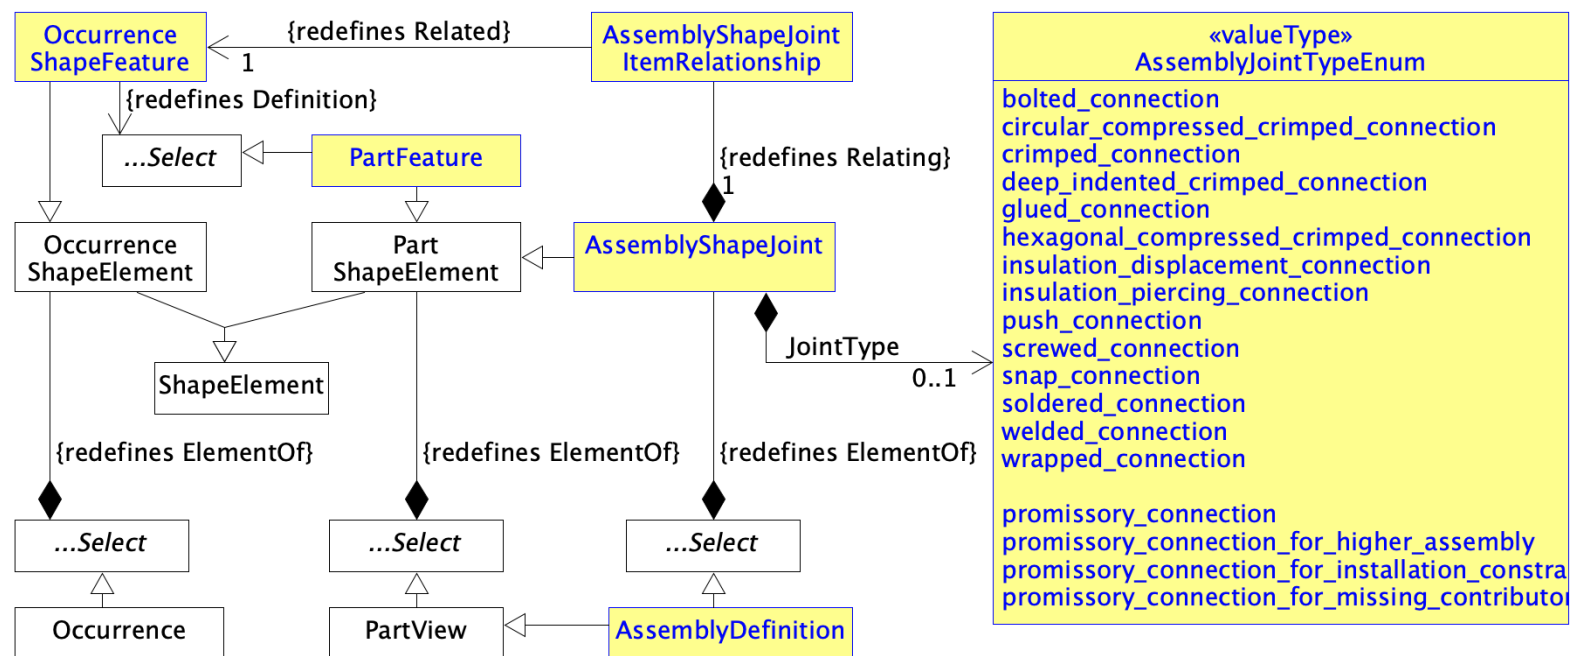 Occurrence
ShapeFeature
{redefines Related}
1
AssemblyShapeJoint
ItemRelationship
{redefines Definition}
...Select
PartFeature
{redefines Relating}
1
Occurrence
ShapeElement
Part
ShapeElement
AssemblyShapeJoint
JointType
0..1
ShapeElement
{redefines ElementOf}
{redefines ElementOf}
{redefines ElementOf}
...Select
...Select
...Select
Occurrence
PartView
AssemblyDefinition
«valueType»
AssemblyJointTypeEnum
bolted_connection
circular_compressed_crimped_connection
crimped_connection
deep_indented_crimped_connection
glued_connection
hexagonal_compressed_crimped_connection
insulation_displacement_connection
insulation_piercing_connection
push_connection
screwed_connection
snap_connection
soldered_connection
welded_connection
wrapped_connection
promissory_connection
promissory_connection_for_higher_assembly
promissory_connection_for_installation_constra
promissory_connection_for_missing_contributor